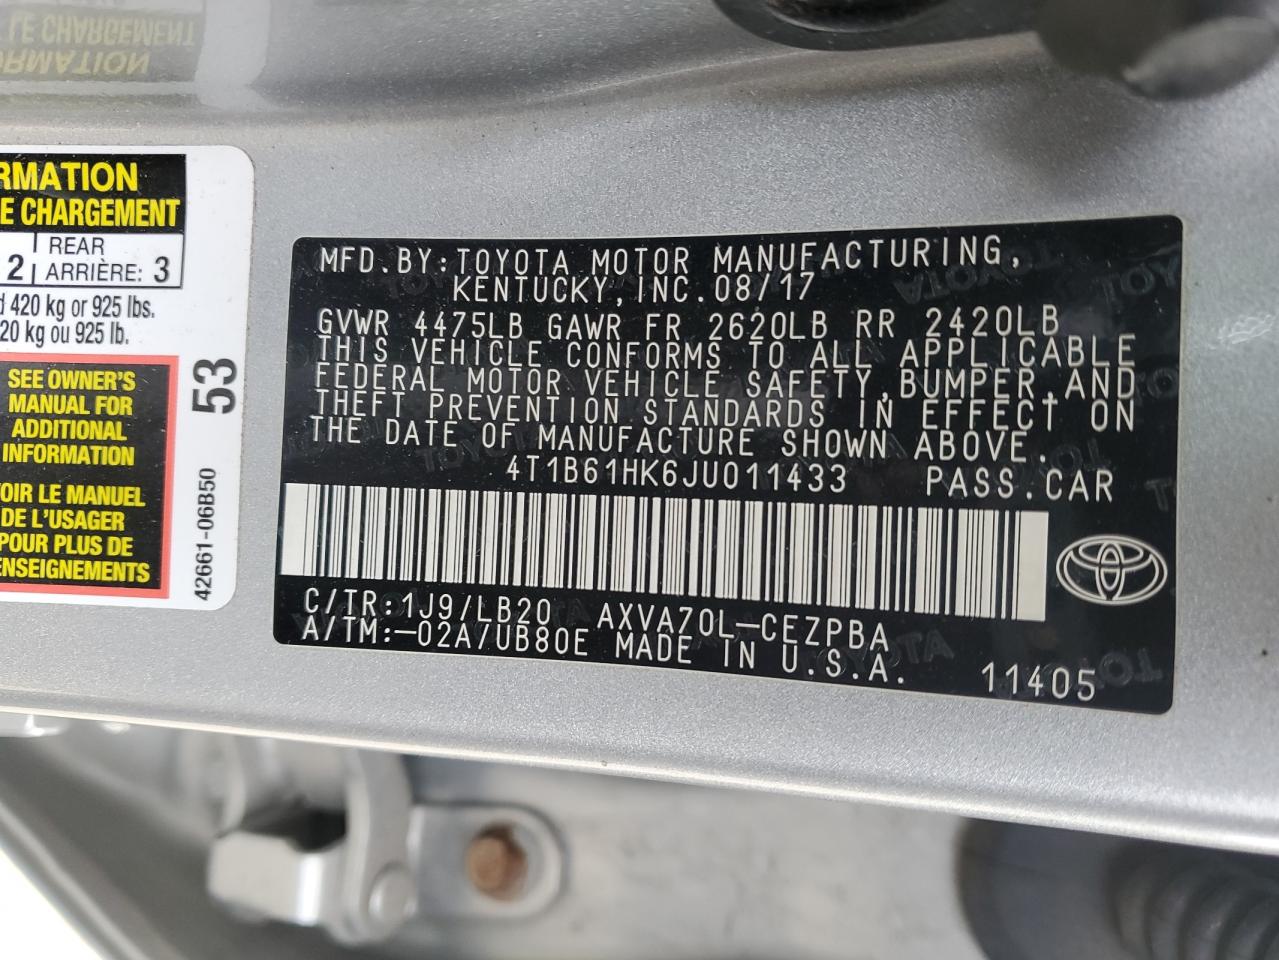 RMATION
E CHARGEMENT
2 REAR
ARRIÈRE: 3
420 kg or 925 lbs.
20 kg ou 925 lb.
SEE OWNER'S
MANUAL FOR
ADDITIONAL
INFORMATION
OIR LE MANUEL
DE L'USAGER
POUR PLUS DE
ENSEIGNEMENTS
53
42661-06B50
MFD.BY:TOYOTA MOTOR MANUFACTURING,
KENTUCKY,INC.08/17
GVWR 4475LB GAWR FR 2620LB RR 2420LB
THIS VEHICLE CONFORMS TO ALL APPLICABLE
FEDERAL MOTOR VEHICLE SAFETY,BUMPER,AND
THEFT PREVENTION STANDARDS IN EFFECT ON
THE DATE OF MANUFACTURE SHOWN ABOVE.
4T1B61HK6JU011433 PASS.CAR
C/TR:1J9/LB20 AXVA70L-CEZPBA
A/TM:-02A/UB80E MADE IN U.S.A.
11405